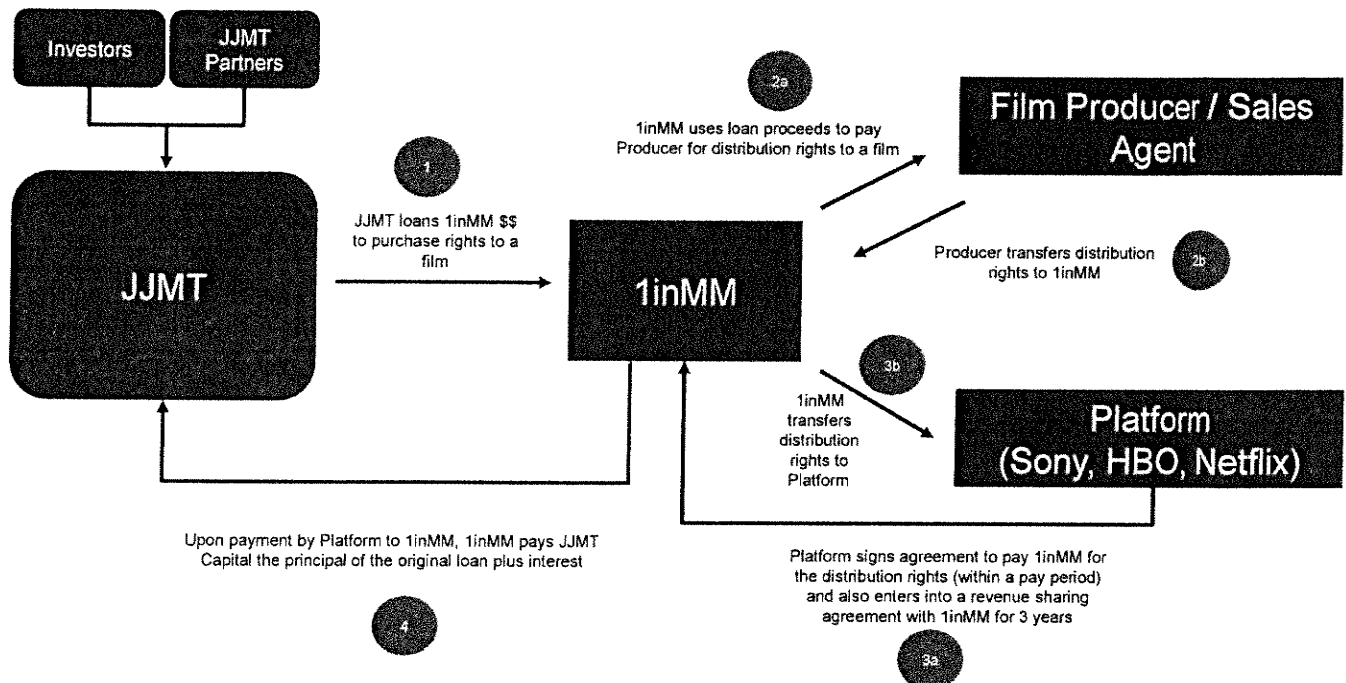 Investors
JJMT
Partners
JJMT
1
JJMT loans 1inMM $$
to purchase rights to a
film
1inMM
2a
1inMM uses loan proceeds to pay
Producer for distribution rights to a film
Film Producer / Sales
Agent
Producer transfers distribution
rights to 1inMM
2b
3b
1inMM
transfers
distribution
rights to
Platform
Platform
(Sony, HBO, Netflix)
Upon payment by Platform to 1inMM, 1inMM pays JJMT
Capital the principal of the original loan plus interest
4
Platform signs agreement to pay 1inMM for
the distribution rights (within a pay period)
and also enters into a revenue sharing
agreement with 1inMM for 3 years
3a